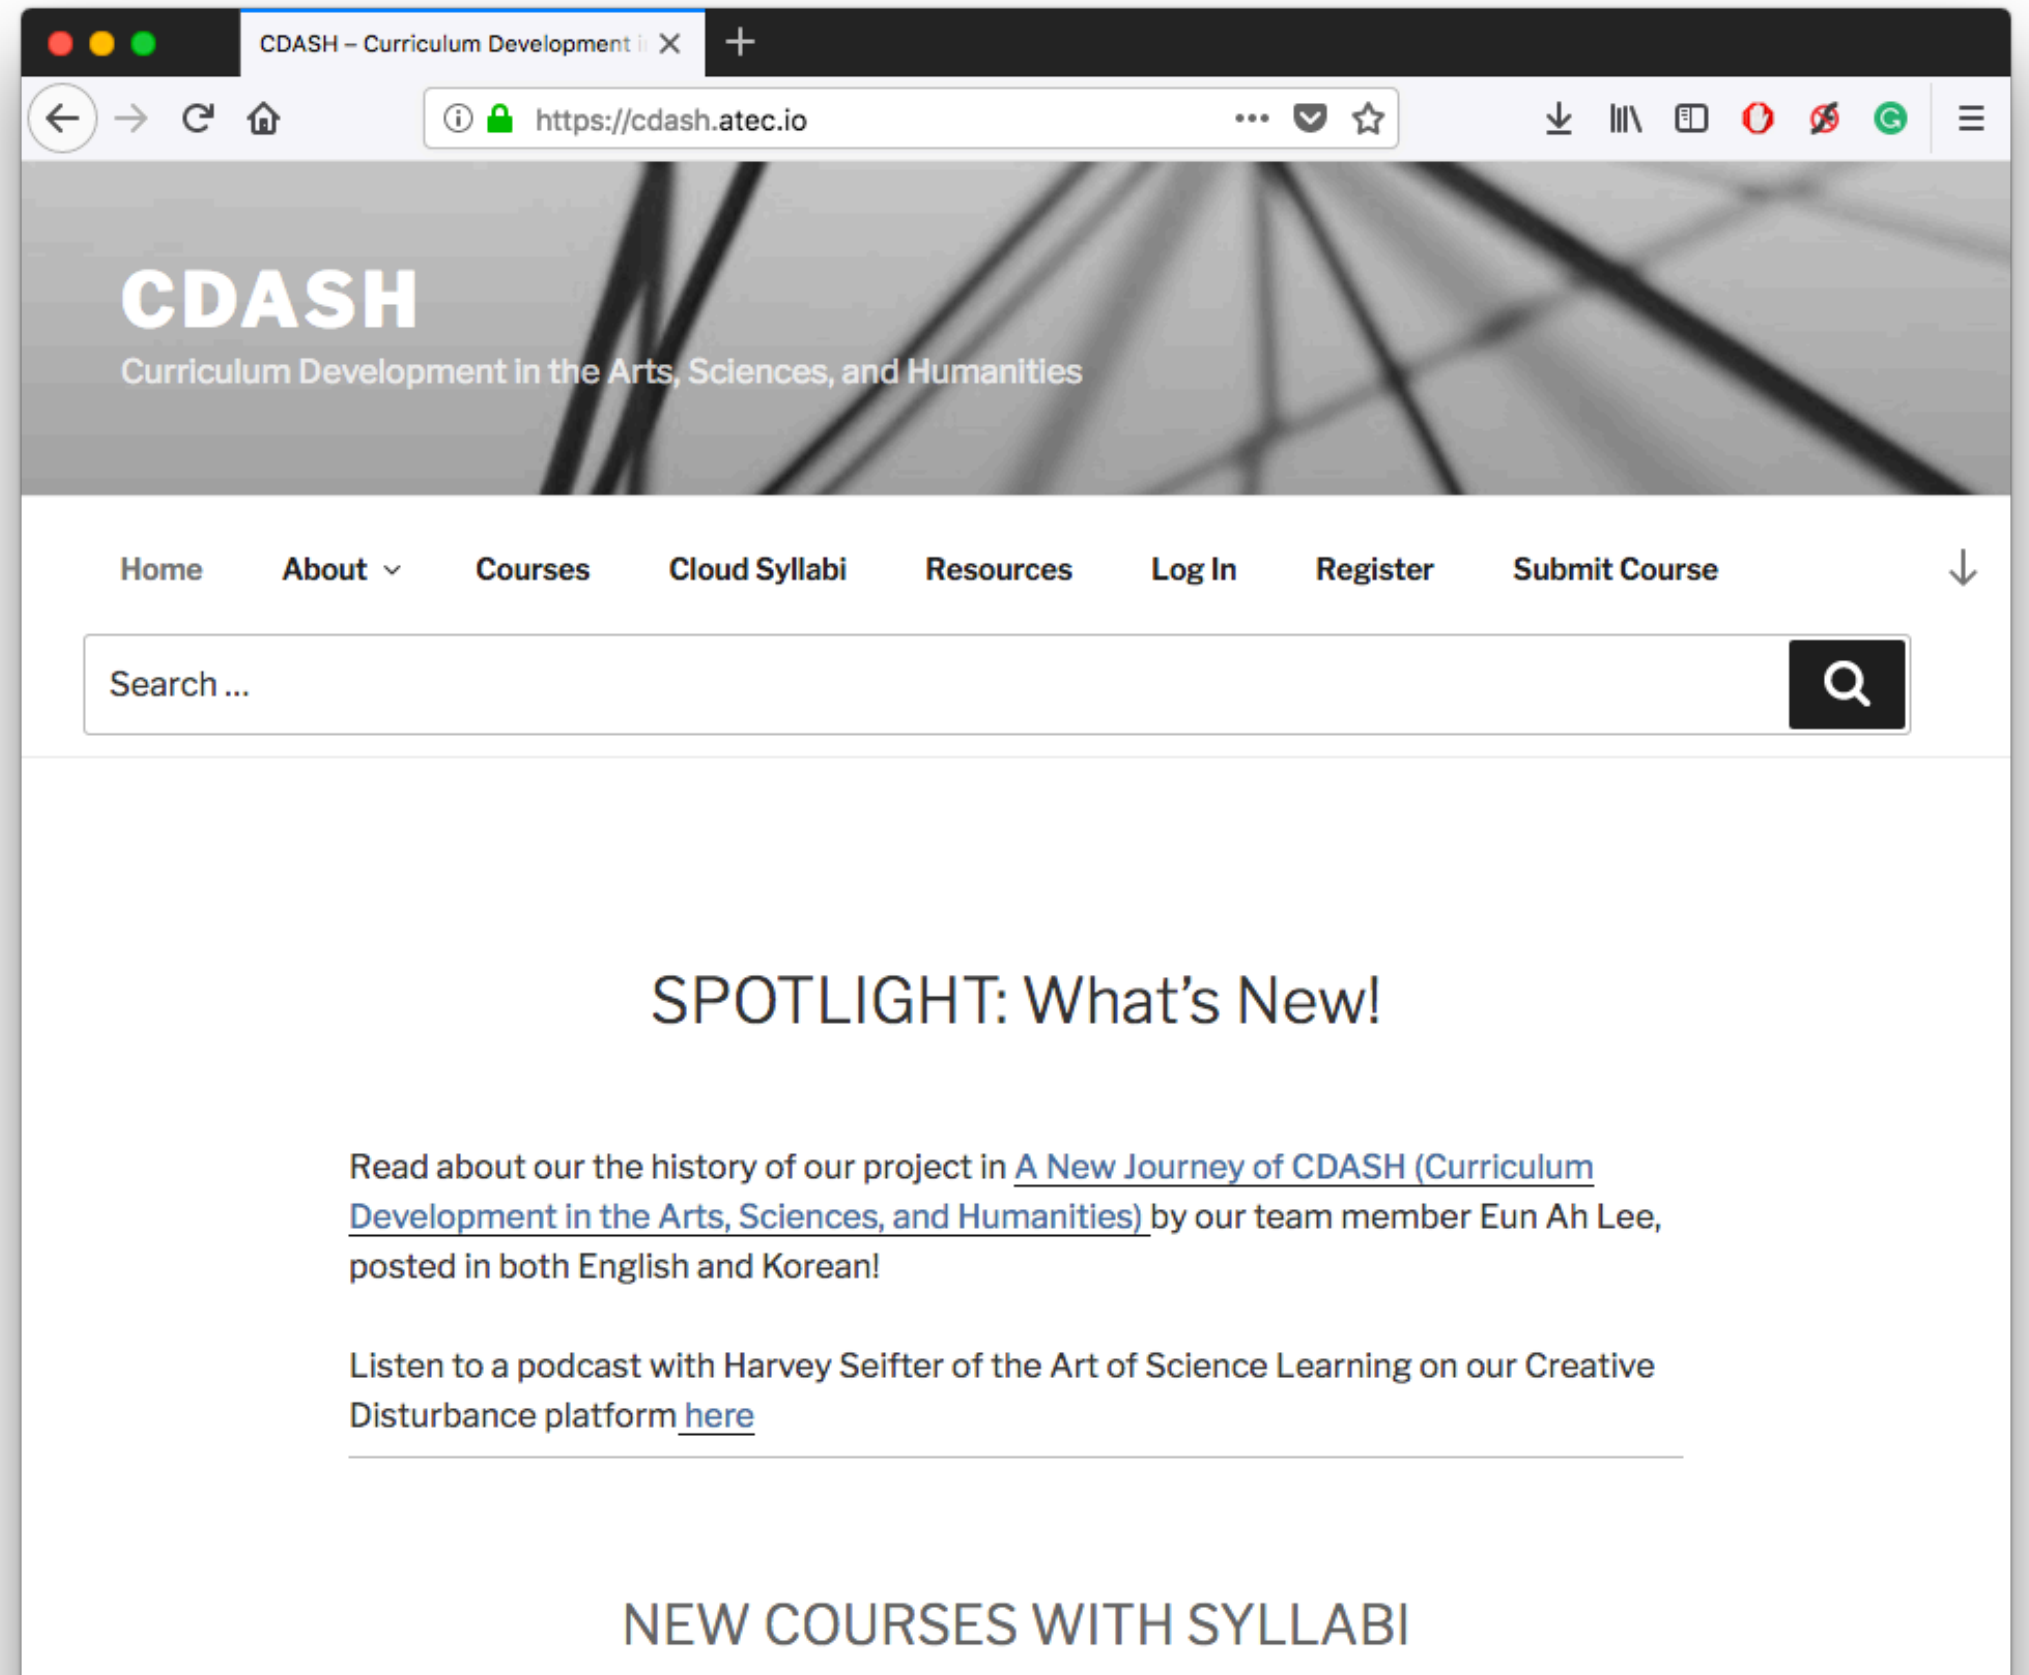 CDASH – Curriculum Development i
https://cdash.atec.io
CDASH
Curriculum Development in the Arts, Sciences, and Humanities
Home About Courses Cloud Syllabi Resources Log In Register Submit Course
Search ...
SPOTLIGHT: What's New!
Read about our the history of our project in A New Journey of CDASH (Curriculum
Development in the Arts, Sciences, and Humanities) by our team member Eun Ah Lee,
posted in both English and Korean!
Listen to a podcast with Harvey Seifter of the Art of Science Learning on our Creative
Disturbance platform here
NEW COURSES WITH SYLLABI